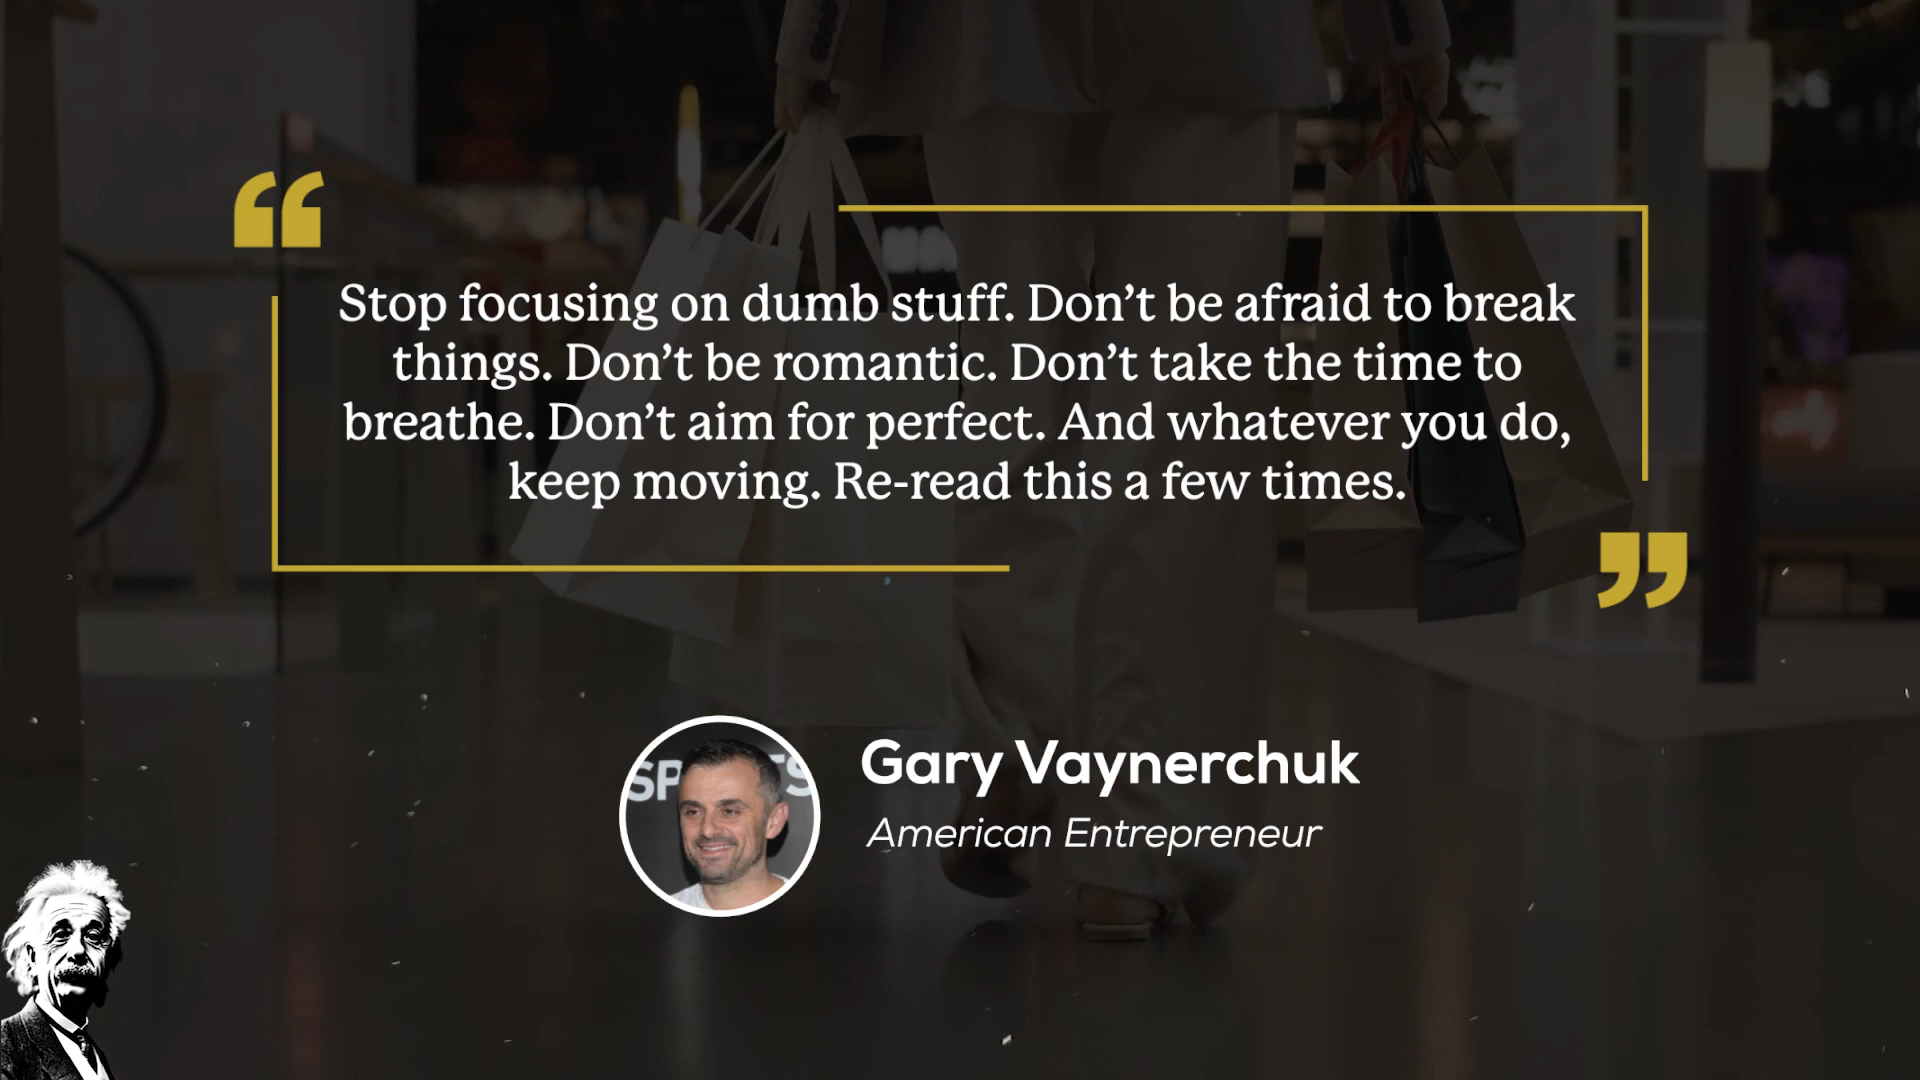 “
Stop focusing on dumb stuff. Don’t be afraid to break
things. Don’t be romantic. Don’t take the time to
breathe. Don’t aim for perfect. And whatever you do,
keep moving. Re-read this a few times.
”
SP TS
Gary Vaynerchuk
American Entrepreneur